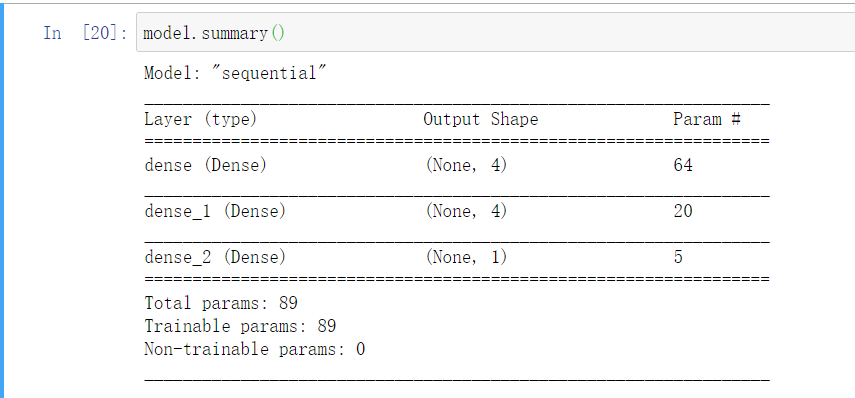 In [20]: model.summary()
Model: "sequential"
_________________________________________________________________
Layer (type)                 Output Shape              Param #
=================================================================
dense (Dense)                (None, 4)                 64
_________________________________________________________________
dense_1 (Dense)              (None, 4)                 20
_________________________________________________________________
dense_2 (Dense)              (None, 1)                 5
=================================================================
Total params: 89
Trainable params: 89
Non-trainable params: 0
_________________________________________________________________